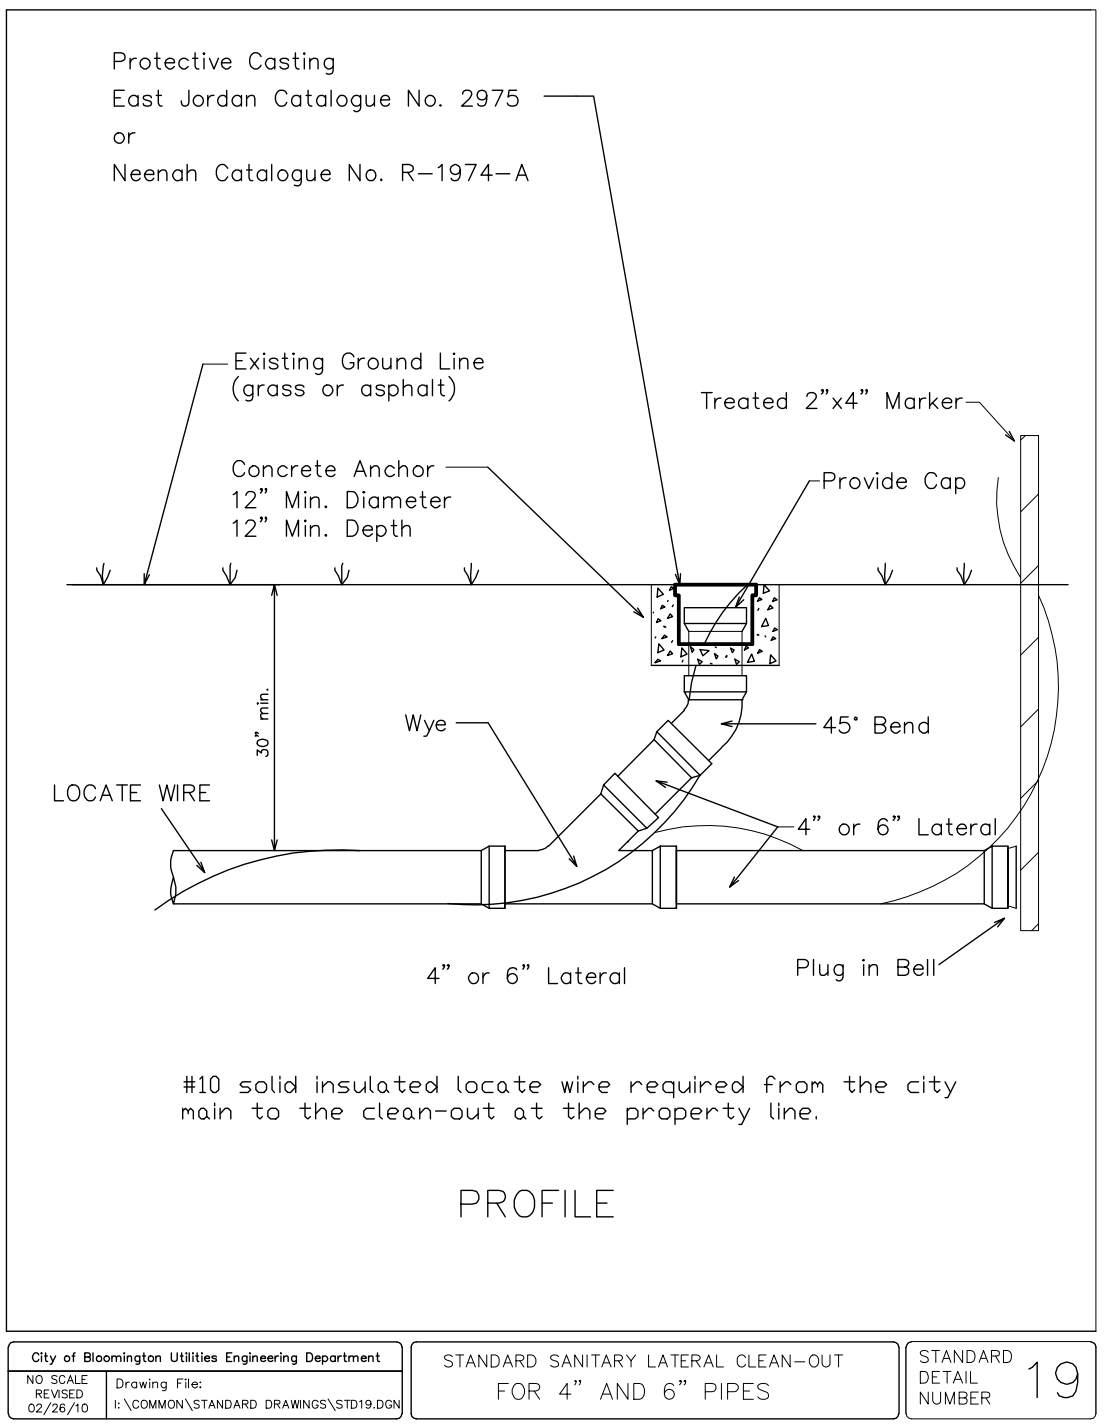 Protective Casting
East Jordan Catalogue No. 2975
or
Neenah Catalogue No. R-1974-A
Existing Ground Line
(grass or asphalt)
Treated 2"x4" Marker
Concrete Anchor
12" Min. Diameter
12" Min. Depth
Provide Cap
30" min.
Wye
45° Bend
LOCATE WIRE
4" or 6" Lateral
Plug in Bell
4" or 6" Lateral
#10 solid insulated locate wire required from the city
main to the clean-out at the property line.
PROFILE
City of Bloomington Utilities Engineering Department
NO SCALE
REVISED
02/26/10
Drawing File:
I:\COMMON\STANDARD DRAWINGS\STD19.DGN
STANDARD SANITARY LATERAL CLEAN-OUT
FOR 4" AND 6" PIPES
STANDARD
DETAIL
NUMBER
19